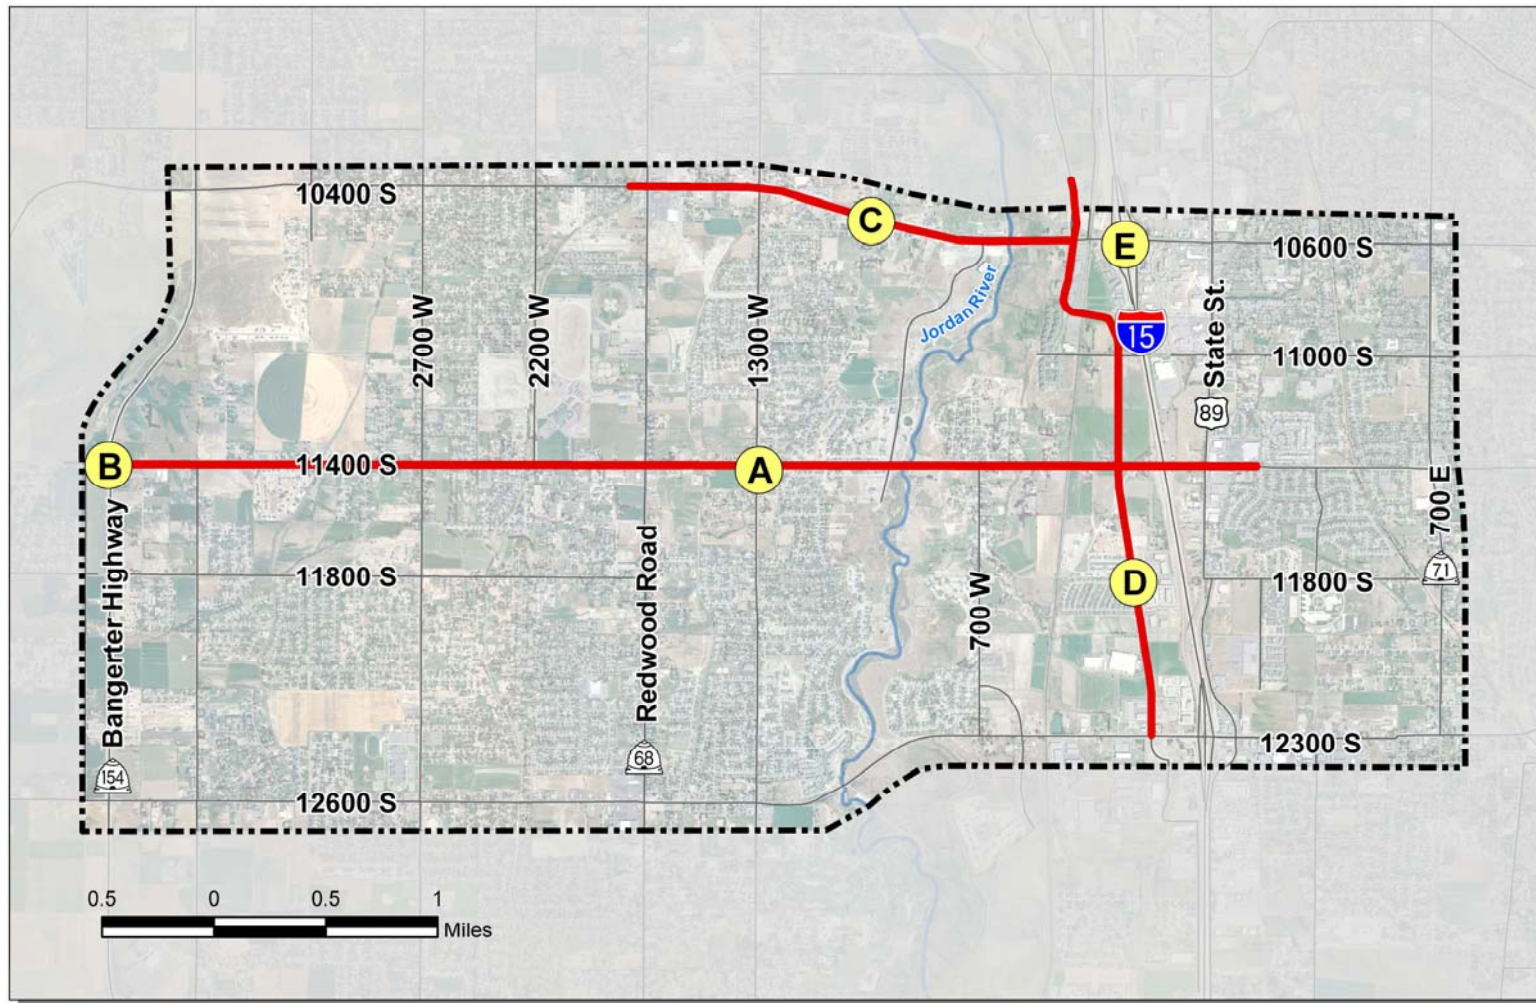 10400 S
C
E
10600 S
Jordan River
2700 W
2200 W
1300 W
15
State St.
11000 S
89
B
11400 S
A
700 E
Bangerter Highway
Redwood Road
11800 S
700 W
D
11800 S
71
154
68
12300 S
12600 S
0.5 0 0.5 1
Miles